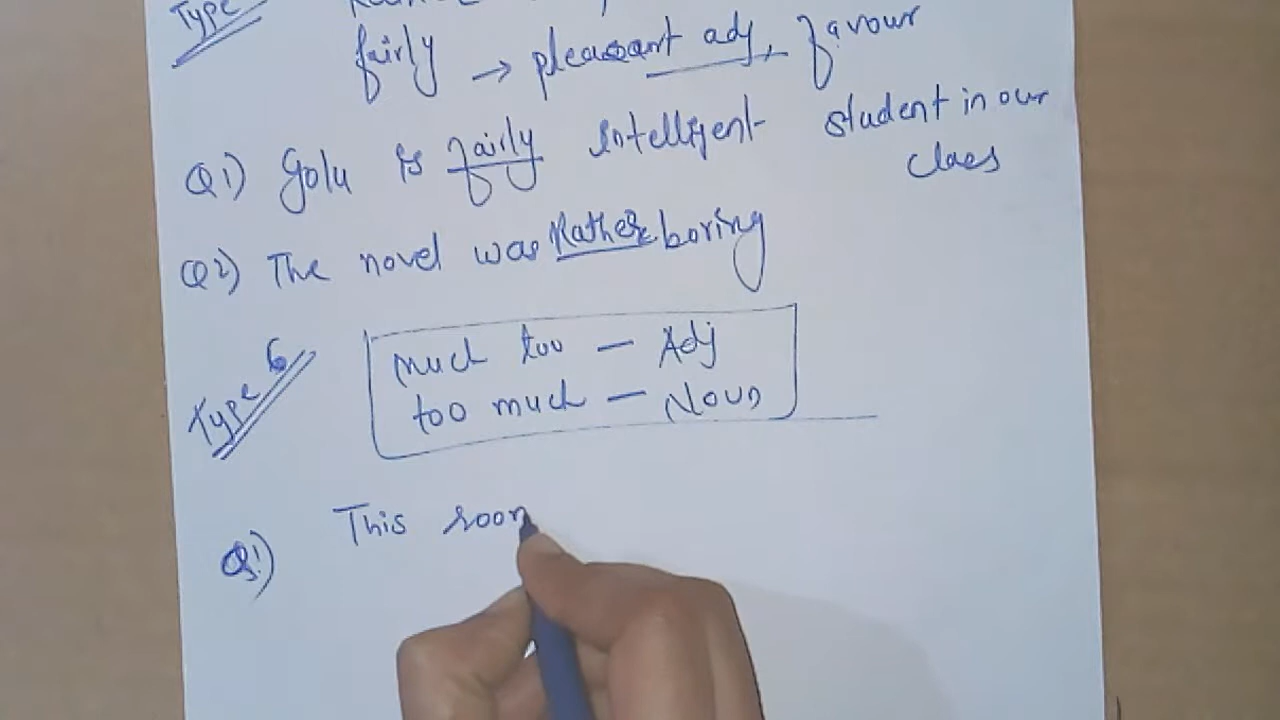 Type
fairly → pleasant adj, favour
Q1) Golu is fairly intelligent student in our
class
Q2) The novel was Rather boring
Type 6
much too — Adj
too much — Noun
Q1) This room